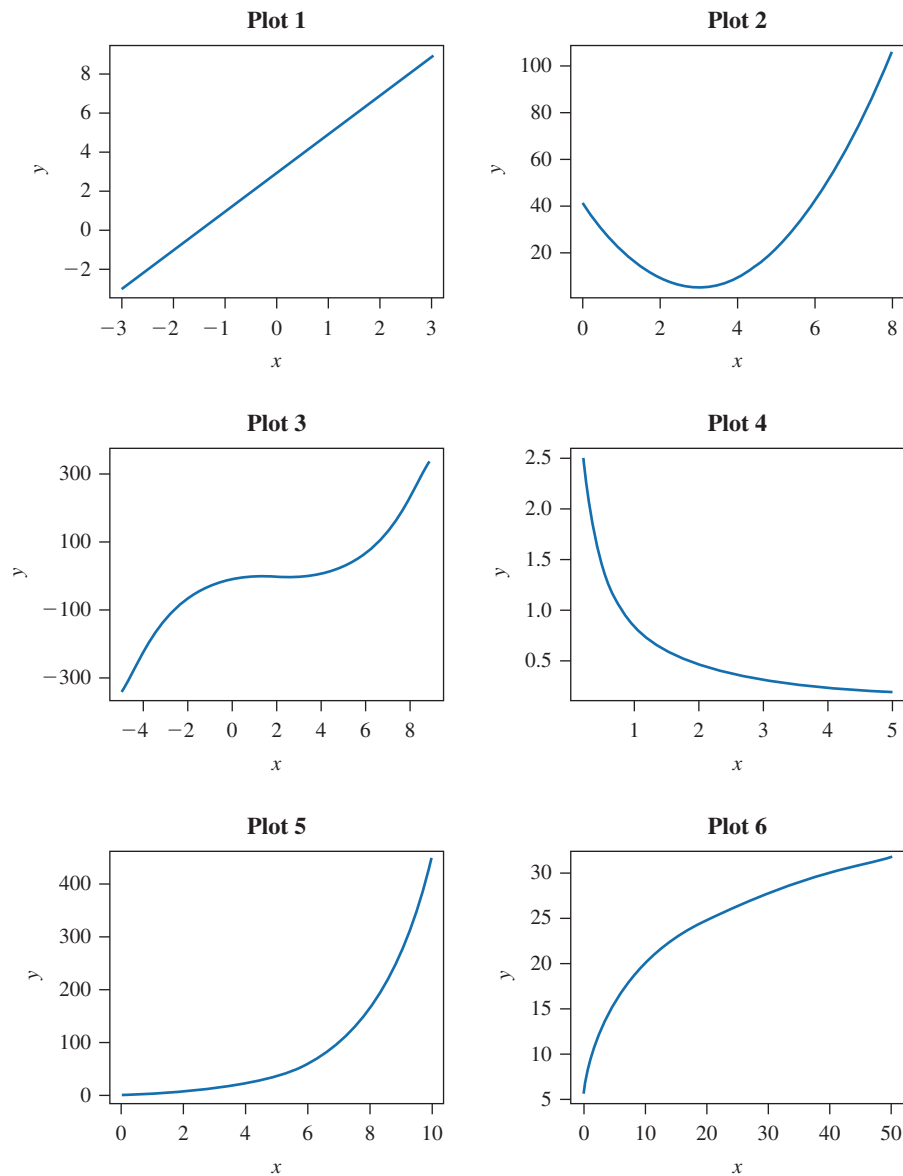 Plot 1
8
6
4
2
0
−2
y
−3 −2 −1 0 1 2 3
x
Plot 2
100
80
60
40
20
y
0 2 4 6 8
x
Plot 3
300
100
−100
−300
y
−4 −2 0 2 4 6 8
x
Plot 4
2.5
2.0
1.5
1.0
0.5
y
1 2 3 4 5
x
Plot 5
400
300
200
100
0
y
0 2 4 6 8 10
x
Plot 6
30
25
20
15
10
5
y
0 10 20 30 40 50
x